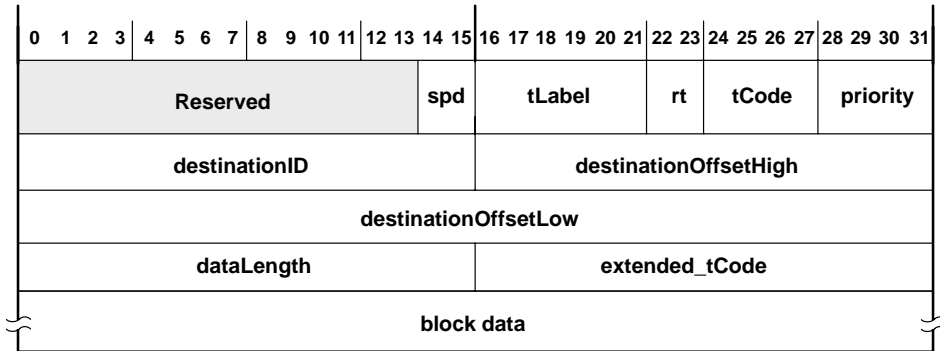 0 1 2 3 4 5 6 7 8 9 10 11 12 13 14 15 16 17 18 19 20 21 22 23 24 25 26 27 28 29 30 31
Reserved spd tLabel rt tCode priority
destinationID destinationOffsetHigh
destinationOffsetLow
dataLength extended_tCode
block data